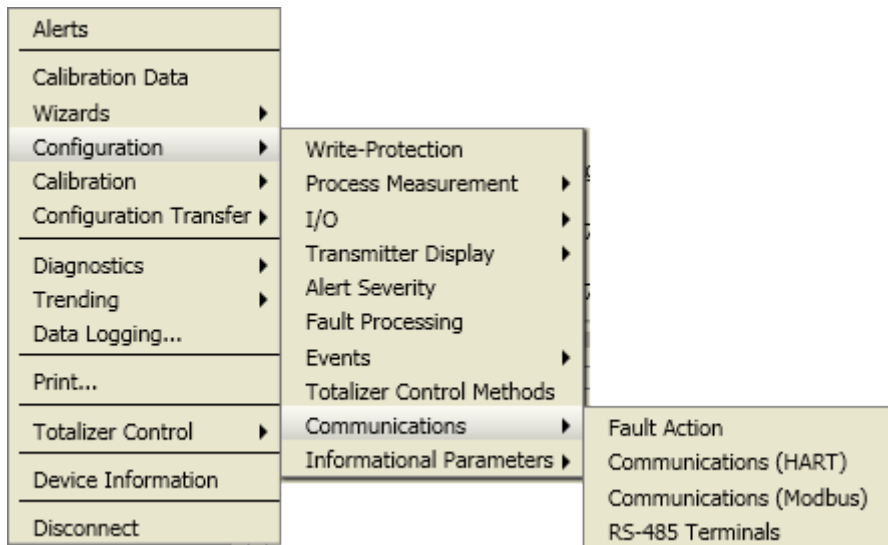 Alerts
Calibration Data
Wizards
Configuration
Calibration
Configuration Transfer
Diagnostics
Trending
Data Logging...
Print...
Totalizer Control
Device Information
Disconnect
Write-Protection
Process Measurement
I/O
Transmitter Display
Alert Severity
Fault Processing
Events
Totalizer Control Methods
Communications
Informational Parameters
Fault Action
Communications (HART)
Communications (Modbus)
RS-485 Terminals